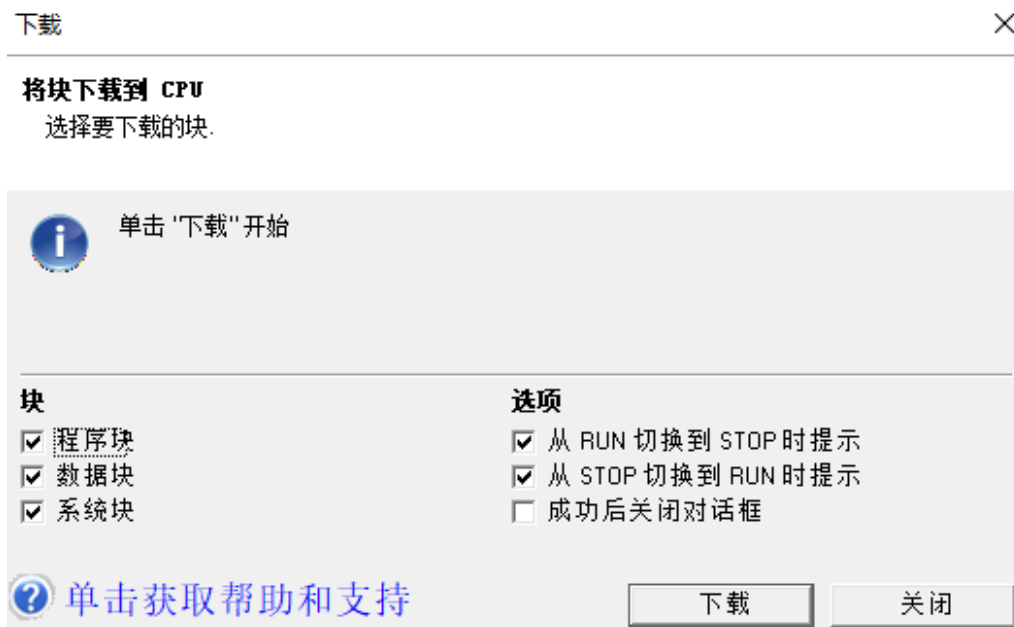 下载
将块下载到 CPU
选择要下载的块.
单击 "下载" 开始
块
程序块
数据块
系统块
选项
从 RUN 切换到 STOP 时提示
从 STOP 切换到 RUN 时提示
成功后关闭对话框
单击获取帮助和支持
下载
关闭